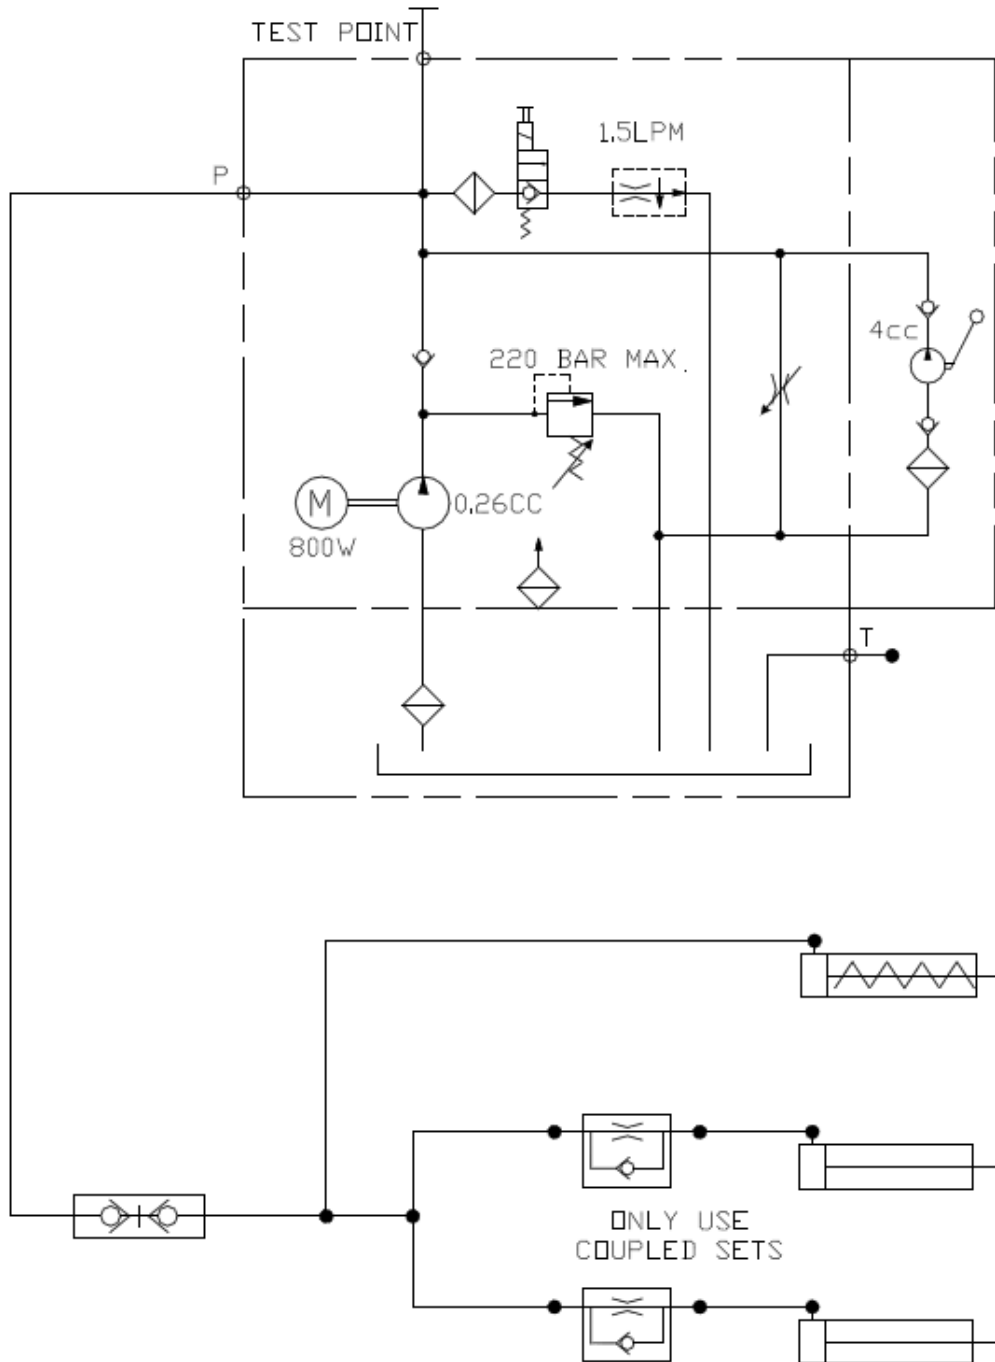 TEST POINT
1.5LPM
P
4cc
220 BAR MAX.
M
0.26CC
800W
T
ONLY USE
COUPLED SETS